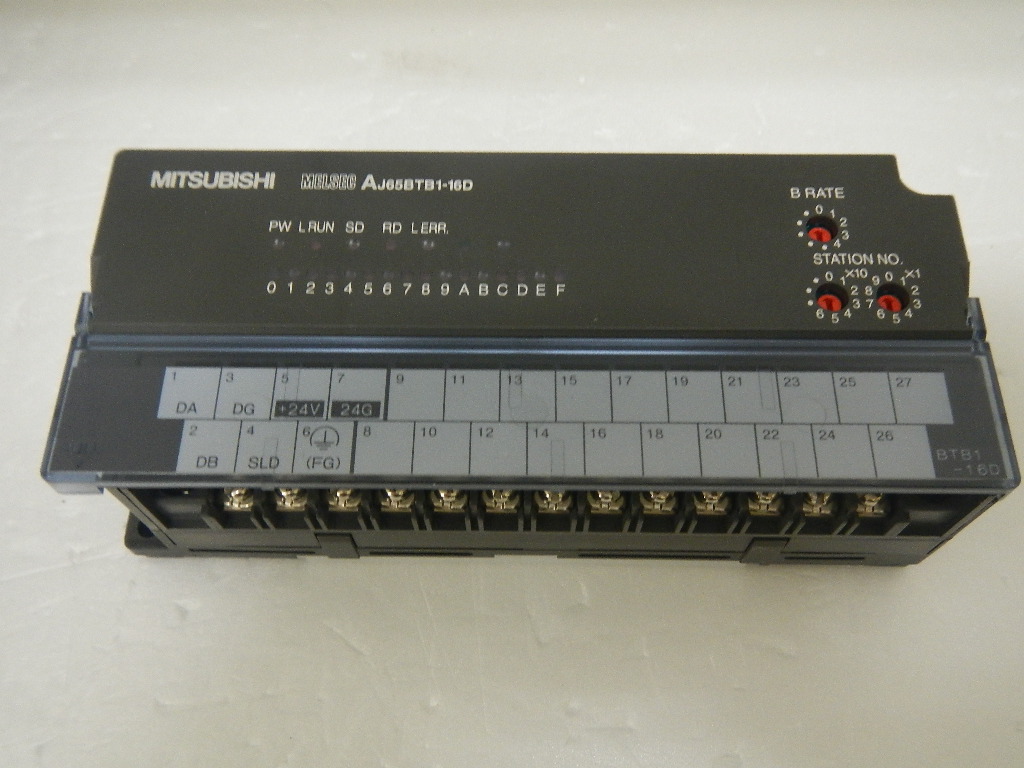 MITSUBISHI MELSEC AJ65BTB1-16D
B RATE
0 1 2 3 4
PW L RUN SD RD L ERR.
STATION NO.
×10 ×1
0 1 2 3 4 5 6
0 1 2 3 4 5 6 7 8 9
0 1 2 3 4 5 6 7 8 9 A B C D E F
1 3 5 7 9 11 13 15 17 19 21 23 25 27
DA DG +24V 24G
2 4 6 8 10 12 14 16 18 20 22 24 26
DB SLD (FG)
BTB1
-16D